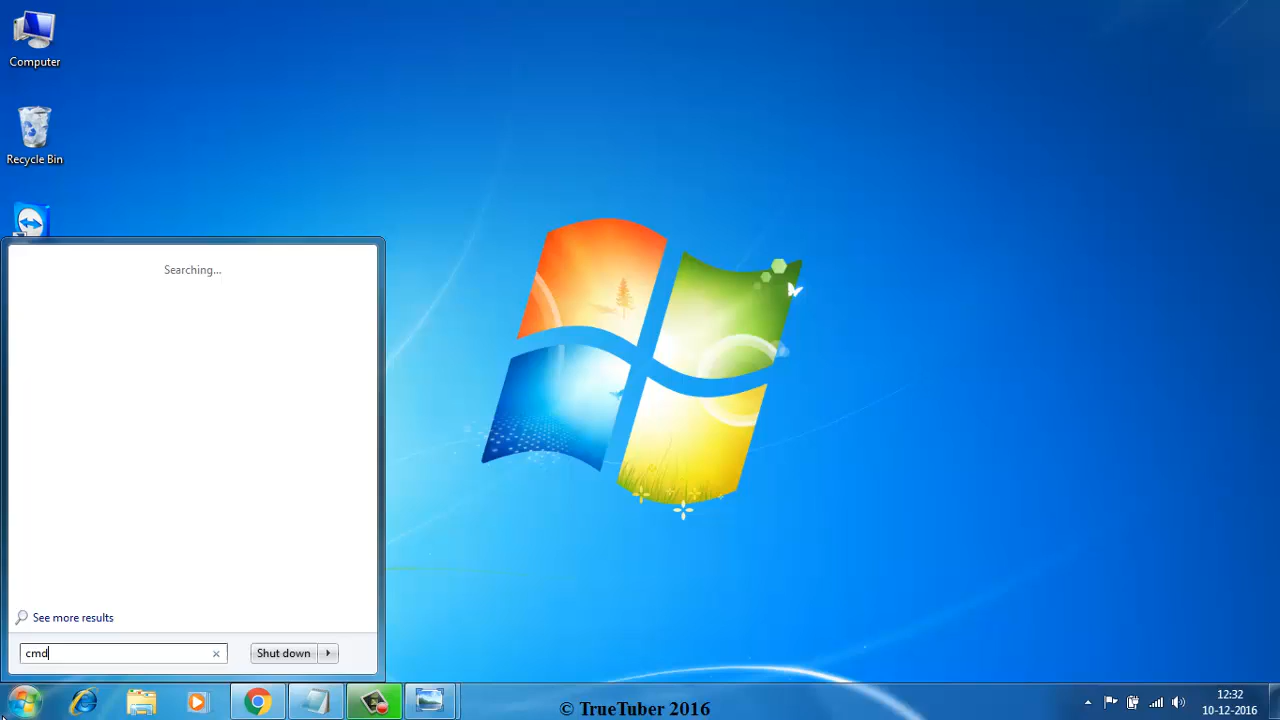 Computer
Recycle Bin
Searching...
See more results
cmd
Shut down
12:32
10-12-2016
© TrueTuber 2016